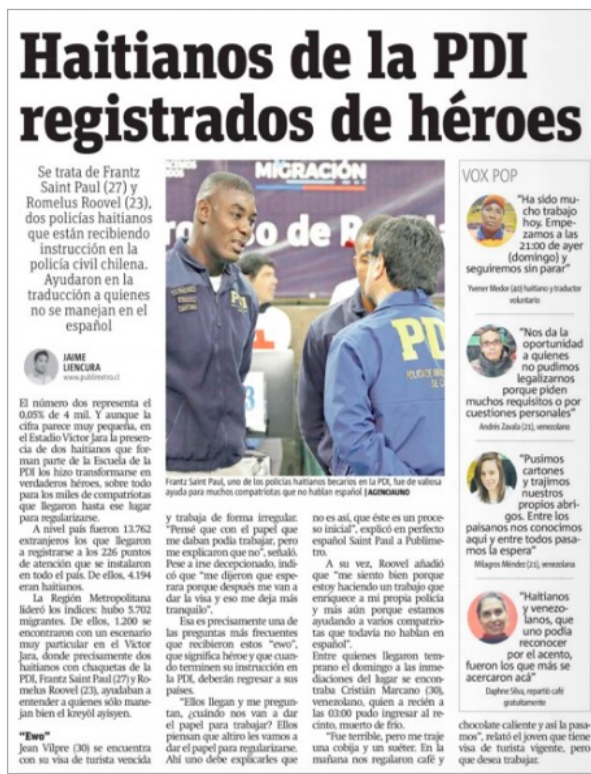 Haitianos de la PDI
registrados de héroes
Se trata de Frantz
Saint Paul (27) y
Romelus Roovel (23),
dos policías haitianos
que están recibiendo
instrucción en la
policía civil chilena.
Ayudaron en la
traducción a quienes
no se manejan en el
español
JAIME
LIENCURA
www.publimetro.cl
El número dos representa el
0,05% de 4 mil. Y aunque la
cifra parece muy pequeña, en
el Estadio Víctor Jara la presen-
cia de dos haitianos que for-
man parte de la Escuela de la
PDI los hizo transformarse en
verdaderos héroes, sobre todo
para los miles de compatriotas
que llegaron hasta ese lugar
para regularizarse.
A nivel país fueron 13.762
extranjeros los que llegaron
a registrarse a los 226 puntos
de atención que se instalaron
en todo el país. De ellos, 4.194
eran haitianos.
La Región Metropolitana
lideró los índices: hubo 5.702
migrantes. De ellos, 1.200 se
encontraron con un escenario
muy particular en el Víctor
Jara, donde precisamente dos
haitianos con chaquetas de la
PDI, Frantz Saint Paul (27) y Ro-
melus Roovel (23), ayudaban a
entender a quienes sólo mane-
jan bien el kreyòl ayisyen.
“Ewo”
Jean Vilpre (30) se encuentra
con su visa de turista vencida
MIGRACIÓN
PDI
PDI
Frantz Saint Paul, uno de los policías haitianos becarios en la PDI, fue de valiosa
ayuda para muchos compatriotas que no hablan español | AGENCIAUNO
y trabaja de forma irregular.
“Pensé que con el papel que
me daban podía trabajar, pero
me explicaron que no”, señaló.
Pese a irse decepcionado, indi-
có que “me dijeron que espe-
rara porque después me van a
dar la visa y eso me deja más
tranquilo”.
Esa es precisamente una de
las preguntas más frecuentes
que recibieron estos “ewo”,
que significa héroe y que cuan-
do terminen su instrucción en
la PDI, deberán regresar a sus
países.
“Ellos llegan y me pregun-
tan, ¿cuándo nos van a dar
el papel para trabajar? Ellos
piensan que altiro les vamos a
dar el papel para regularizarse.
Ahí uno debe explicarles que
no es así, que éste es un proce-
so inicial”, explicó en perfecto
español Saint Paul a Publime-
tro.
A su vez, Roovel añadió
que “me siento bien porque
estoy haciendo un trabajo que
enriquece a mi propia policía
y más aún porque estamos
ayudando a varios compatrio-
tas que todavía no hablan en
español”.
Entre quienes llegaron tem-
prano el domingo a las inme-
diaciones del lugar se encontra-
ba Cristián Marcano (30),
venezolano, quien a recién a
las 03:00 pudo ingresar al re-
cinto, muerto de frío.
“Fue terrible, pero me traje
una cobija y un suéter. En la
mañana nos regalaron café y
chocolate caliente y así la pasa-
mos”, relató el joven que tiene
visa de turista vigente, pero
que desea trabajar.
VOX POP
“Ha sido mu-
cho trabajo
hoy. Empe-
zamos a las
21:00 de ayer
(domingo) y
seguiremos sin parar”
Yvener Medor (40) haitiano y traductor
voluntario
“Nos da la
oportunidad
a quienes
no pudimos
legalizarnos
porque piden
muchos requisitos o por
cuestiones personales”
Andrés Zavala (21), venezolano
“Pusimos
cartones
y trajimos
nuestros
propios abri-
gos. Entre los
paisanos nos conocimos
aquí y entre todos pasa-
mos la espera”
Milagros Méndez (21), venezolana
“Haitianos
y venezo-
lanos, que
uno podía
reconocer
por el acento,
fueron los que más se
acercaron acá”
Daphne Silva, repartió café
gratuitamente